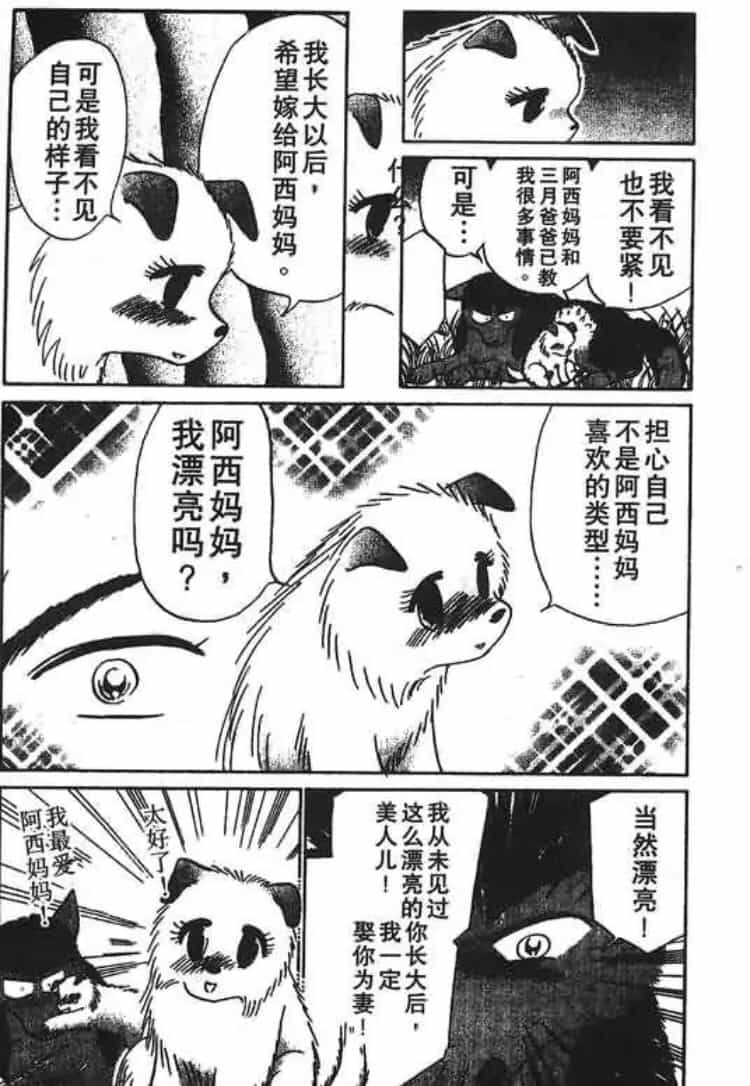 我看不见
也不要紧！
阿西妈妈和
三月爸爸已教
我很多事情。
可是…
什么？
我长大以后，
希望嫁给阿西妈妈。
可是我看不见
自己的样子…
担心自己
不是阿西妈妈
喜欢的类型……
阿西妈妈，
我漂亮吗？
当然漂亮！
我从未见过
这么漂亮的
美人儿！
你长大后，
我一定
娶你为妻！
太好了！
我最爱
阿西妈妈！